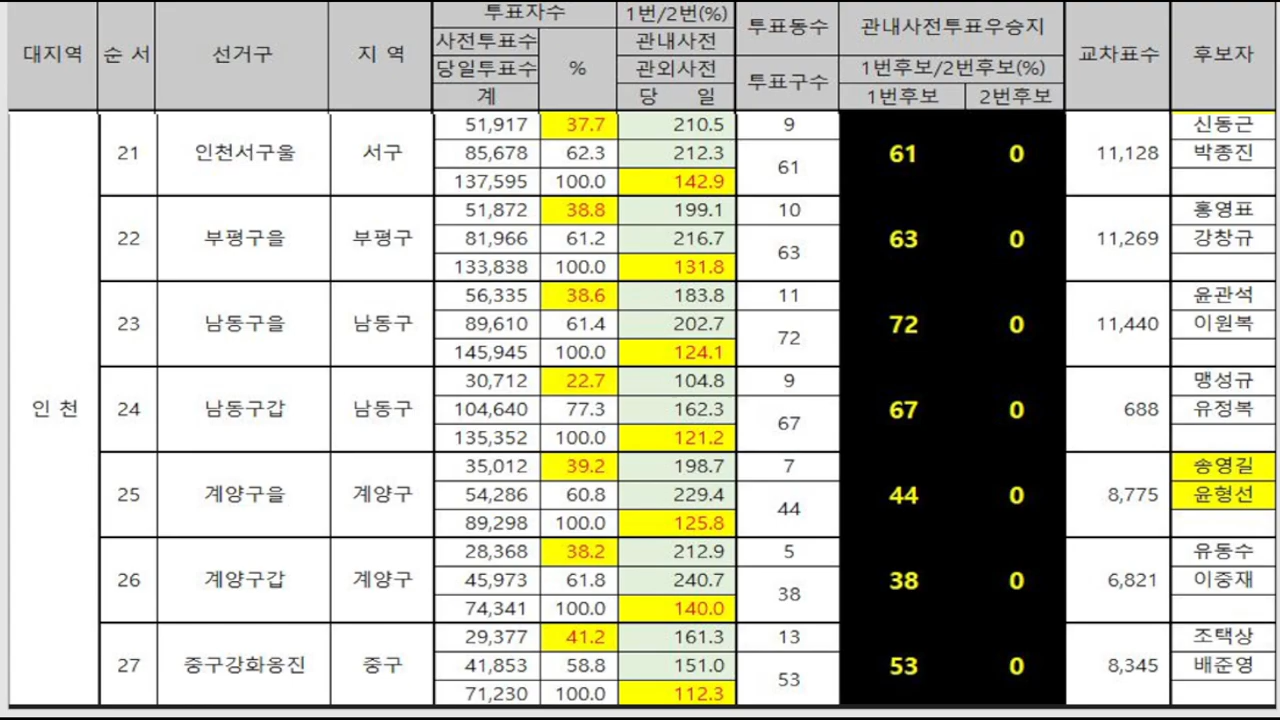 대지역 순 서 선거구 지 역 투표자수 1번/2번(%) 투표동수 관내사전투표우승지 교차표수 후보자
사전투표수 % 관내사전
당일투표수 관외사전 투표구수 1번후보/2번후보(%)
계 당 일 1번후보 2번후보
인 천
21 인천서구울 서구 51,917 37.7 210.5 9 61 0 11,128 신동근
85,678 62.3 212.3 61 박종진
137,595 100.0 142.9
22 부평구을 부평구 51,872 38.8 199.1 10 63 0 11,269 홍영표
81,966 61.2 216.7 63 강창규
133,838 100.0 131.8
23 남동구을 남동구 56,335 38.6 183.8 11 72 0 11,440 윤관석
89,610 61.4 202.7 72 이원복
145,945 100.0 124.1
24 남동구갑 남동구 30,712 22.7 104.8 9 67 0 688 맹성규
104,640 77.3 162.3 67 유정복
135,352 100.0 121.2
25 계양구을 계양구 35,012 39.2 198.7 7 44 0 8,775 송영길
54,286 60.8 229.4 44 윤형선
89,298 100.0 125.8
26 계양구갑 계양구 28,368 38.2 212.9 5 38 0 6,821 유동수
45,973 61.8 240.7 38 이중재
74,341 100.0 140.0
27 중구강화옹진 중구 29,377 41.2 161.3 13 53 0 8,345 조택상
41,853 58.8 151.0 53 배준영
71,230 100.0 112.3